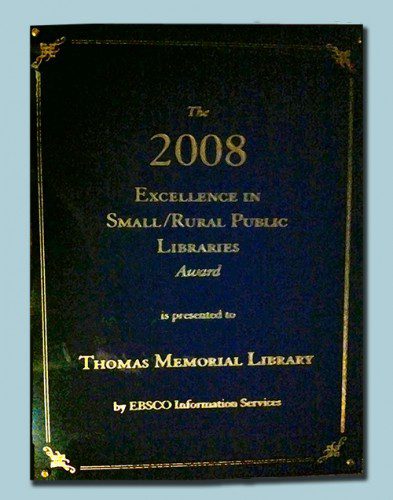 The
2008
EXCELLENCE IN
SMALL/RURAL PUBLIC
LIBRARIES
Award
is presented to
THOMAS MEMORIAL LIBRARY
by EBSCO Information Services